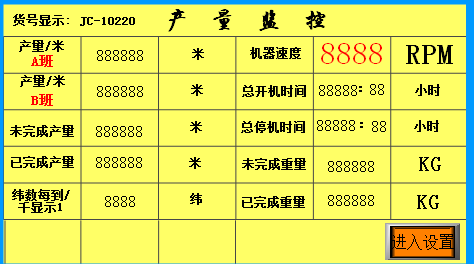 货号显示: JC-10220 产量监控
产量/米
A班 888888 米 机器速度 8888 RPM
产量/米
B班 888888 米 总开机时间 88888: 88 小时
未完成产量 888888 米 总停机时间 88888: 88 小时
已完成产量 888888 米 未完成重量 888888 KG
纬数每到/
千显示1 8888 纬 已完成重量 888888 KG
进入设置